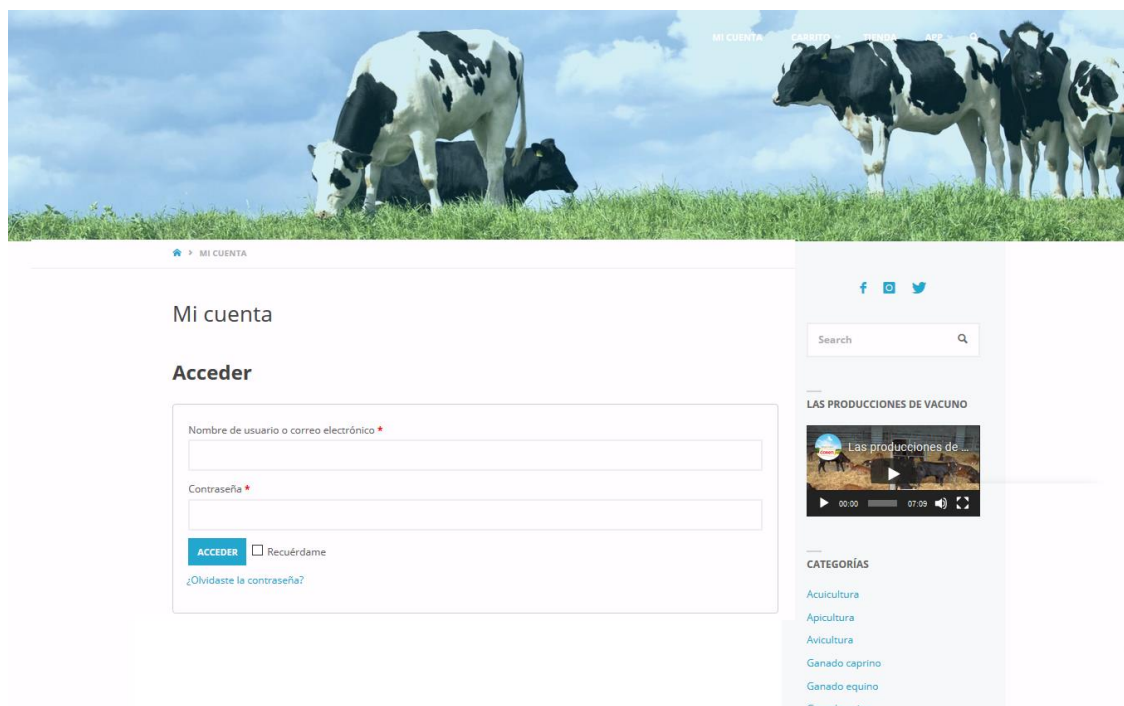 MI CUENTA CARRITO TIENDA APP
MI CUENTA
Mi cuenta
Acceder
Nombre de usuario o correo electrónico *
Contraseña *
ACCEDER Recuérdame
¿Olvidaste la contraseña?
Search
LAS PRODUCCIONES DE VACUNO
Las producciones de ...
00:00 07:09
CATEGORÍAS
Acuicultura
Apicultura
Avicultura
Ganado caprino
Ganado equino